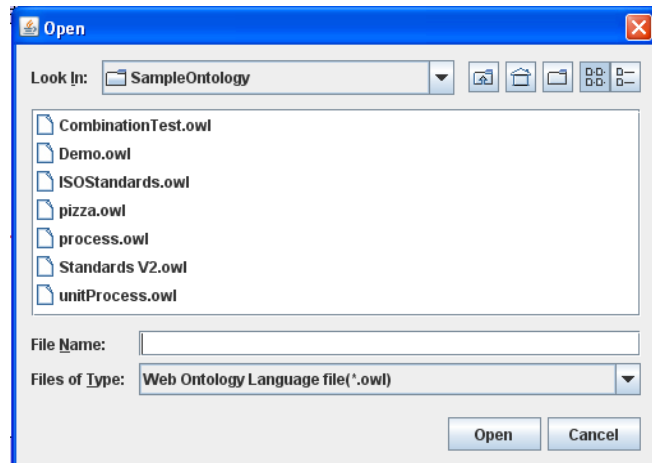 Open
Look In: SampleOntology
CombinationTest.owl
Demo.owl
ISOStandards.owl
pizza.owl
process.owl
Standards V2.owl
unitProcess.owl
File Name:
Files of Type: Web Ontology Language file(*.owl)
Open Cancel